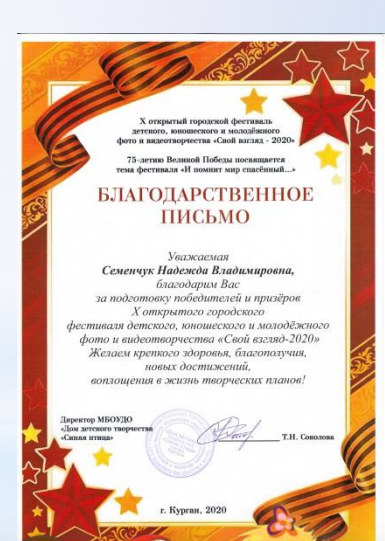 X открытый городской фестиваль
детского, юношеского и молодёжного
фото и видеотворчества «Свой взгляд - 2020»
75-летию Великой Победы посвящается
тема фестиваля «И помнит мир спасённый...»
БЛАГОДАРСТВЕННОЕ
ПИСЬМО
Уважаемая
Семенчук Надежда Владимировна,
благодарим Вас
за подготовку победителей и призёров
X открытого городского
фестиваля детского, юношеского и молодёжного
фото и видеотворчества «Свой взгляд-2020»
Желаем крепкого здоровья, благополучия,
новых достижений,
воплощения в жизнь творческих планов!
Директор МБОУДО
«Дом детского творчества
«Синяя птица»
Т.Н. Соколова
г. Курган, 2020